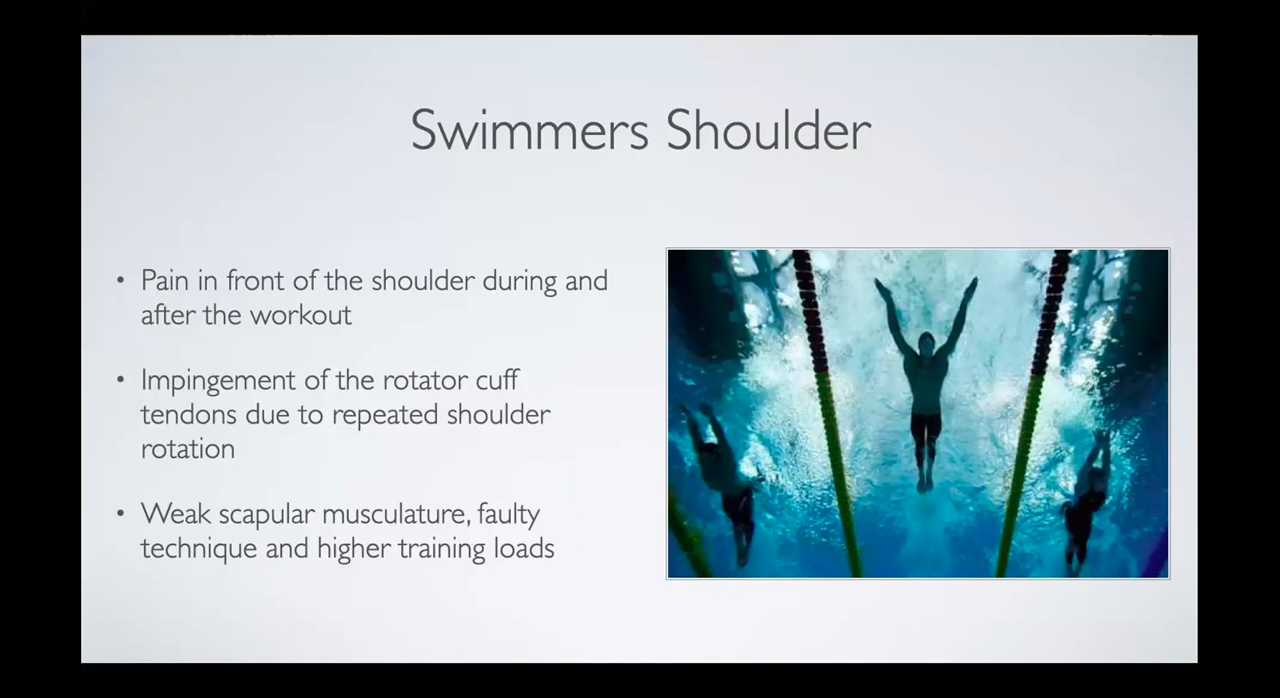 Swimmers Shoulder
• Pain in front of the shoulder during and
after the workout
• Impingement of the rotator cuff
tendons due to repeated shoulder
rotation
• Weak scapular musculature, faulty
technique and higher training loads